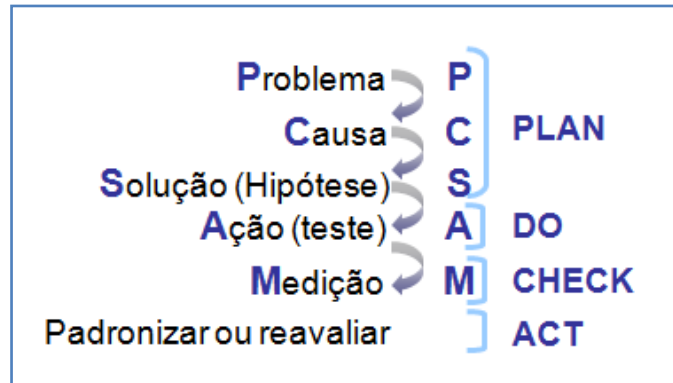 Problema P
Causa C PLAN
Solução (Hipótese) S
Ação (teste) A DO
Medição M CHECK
Padronizar ou reavaliar ACT